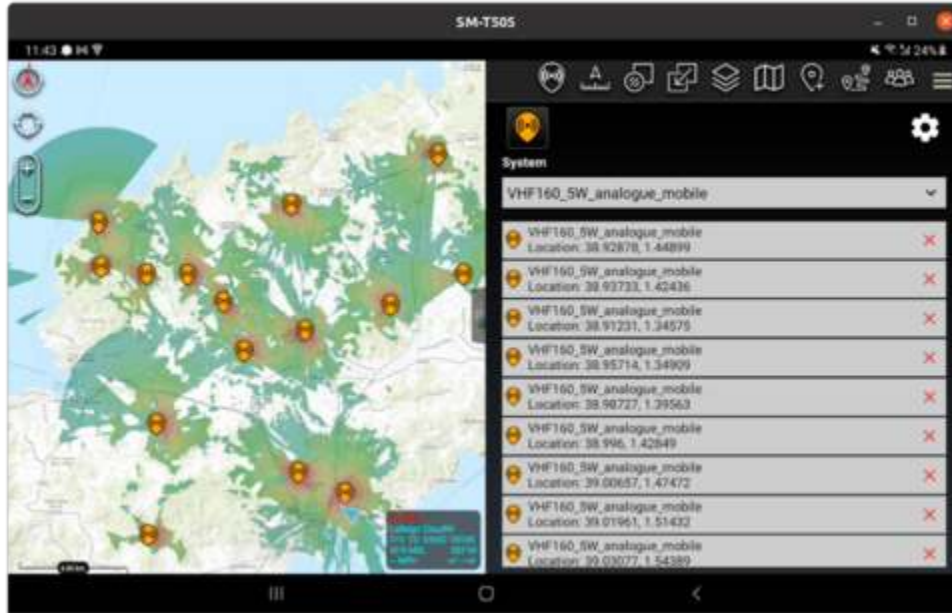 SM-T505
11:43
24%
System
VHF160_5W_analogue_mobile
VHF160_5W_analogue_mobile
Location: 38.92878, 1.44899
VHF160_5W_analogue_mobile
Location: 38.93733, 1.42436
VHF160_5W_analogue_mobile
Location: 38.91231, 1.34575
VHF160_5W_analogue_mobile
Location: 38.95714, 1.34909
VHF160_5W_analogue_mobile
Location: 38.98727, 1.39563
VHF160_5W_analogue_mobile
Location: 38.996, 1.42849
VHF160_5W_analogue_mobile
Location: 39.00657, 1.47472
VHF160_5W_analogue_mobile
Location: 39.01961, 1.51432
VHF160_5W_analogue_mobile
Location: 39.03077, 1.54389